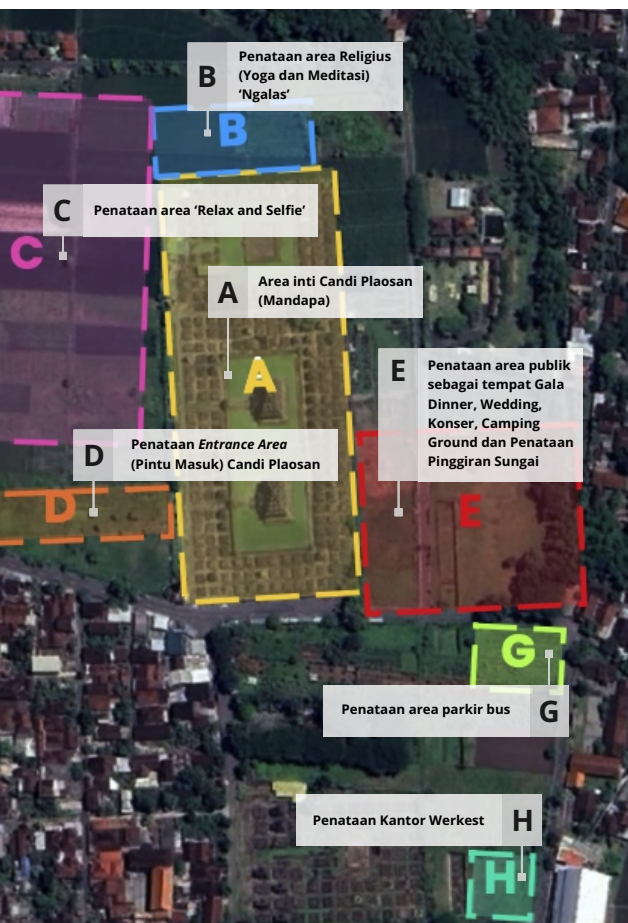 B
Penataan area Religius
(Yoga dan Meditasi)
‘Ngalas’
B
C
Penataan area ‘Relax and Selfie’
C
A
Area inti Candi Plaosan
(Mandapa)
A
E
Penataan area publik
sebagai tempat Gala
Dinner, Wedding,
Konser, Camping
Ground dan Penataan
Pinggiran Sungai
D
Penataan Entrance Area
(Pintu Masuk) Candi Plaosan
D
E
G
Penataan area parkir bus
G
Penataan Kantor Werkest
H
H